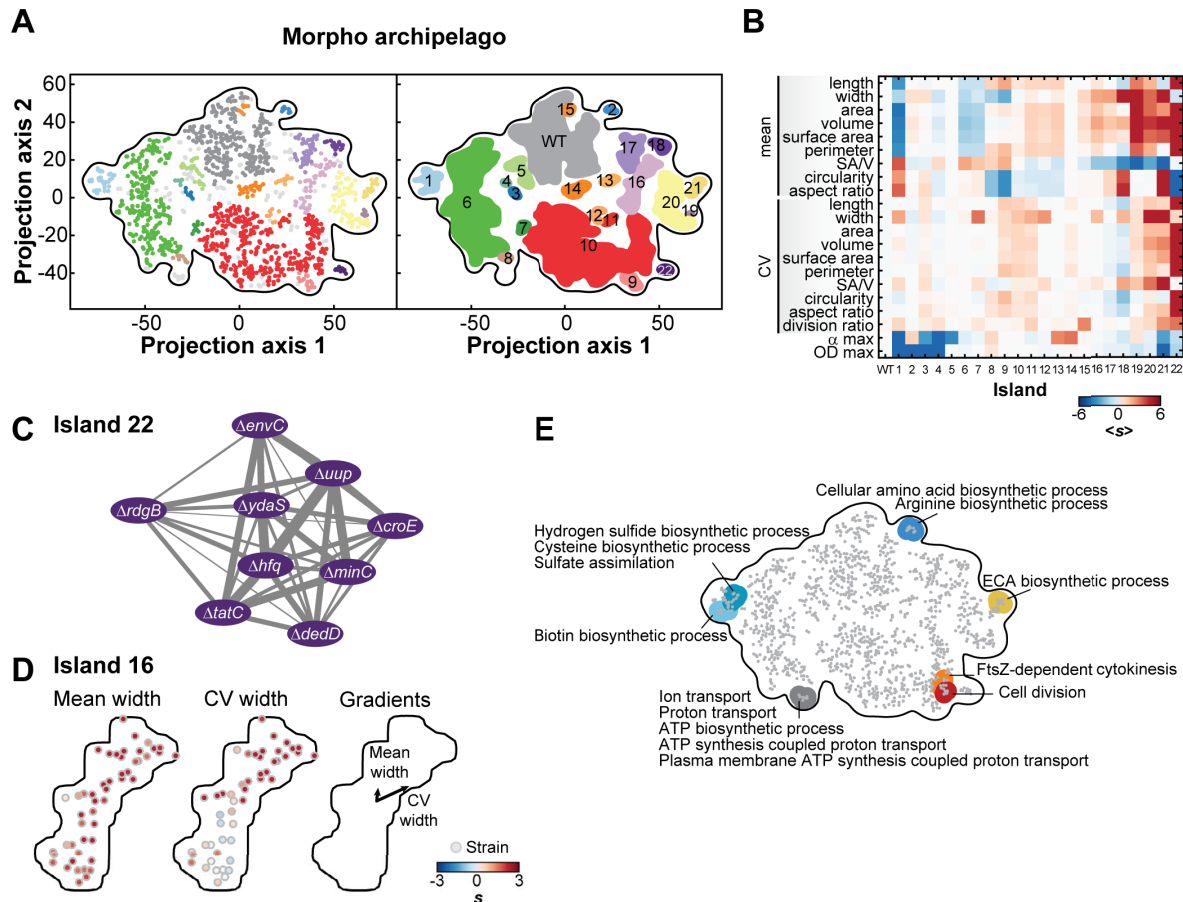 A
Morpho archipelago
Projection axis 2
60
40
20
0
-20
-40
-50
0
50
Projection axis 1
WT
1
2
3
4
5
6
7
8
9
10
11
12
13
14
15
16
17
18
19
20
21
22
-50
0
50
Projection axis 1
B
mean
length
width
area
volume
surface area
perimeter
SA/V
circularity
aspect ratio
CV
length
width
area
volume
surface area
perimeter
SA/V
circularity
aspect ratio
division ratio
α max
OD max
WT 1 2 3 4 5 6 7 8 9 10 11 12 13 14 15 16 17 18 19 20 21 22
Island
-6 0 6
<s>
C Island 22
ΔenvC
Δuup
ΔrdgB
ΔydaS
ΔcroE
Δhfq
ΔminC
ΔtatC
ΔdedD
D Island 16
Mean width
CV width
Gradients
Mean
width
CV
width
Strain
-3 0 3
s
E
Cellular amino acid biosynthetic process
Arginine biosynthetic process
Hydrogen sulfide biosynthetic process
Cysteine biosynthetic process
Sulfate assimilation
ECA biosynthetic process
Biotin biosynthetic process
FtsZ-dependent cytokinesis
Cell division
Ion transport
Proton transport
ATP biosynthetic process
ATP synthesis coupled proton transport
Plasma membrane ATP synthesis coupled proton transport